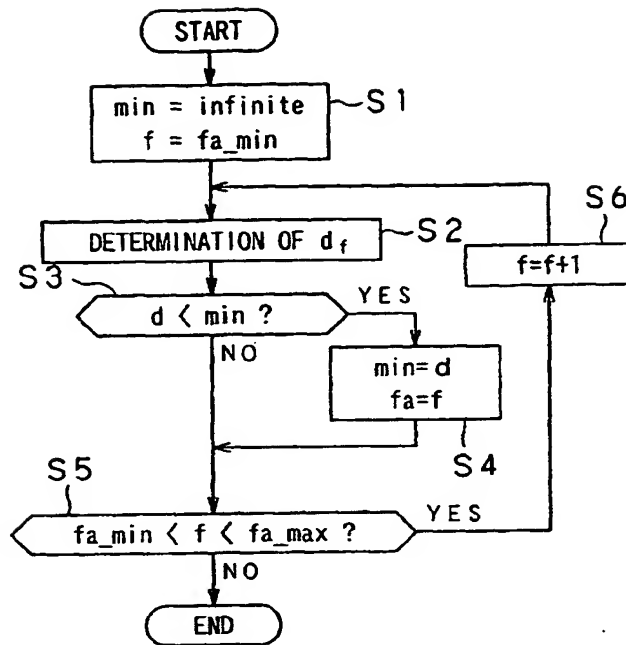 START
min = infinite
f = fa_min
S1
S6
DETERMINATION OF df
S2
f=f+1
S3
d < min ?
YES
NO
min=d
fa=f
S4
S5
fa_min < f < fa_max ?
YES
NO
END